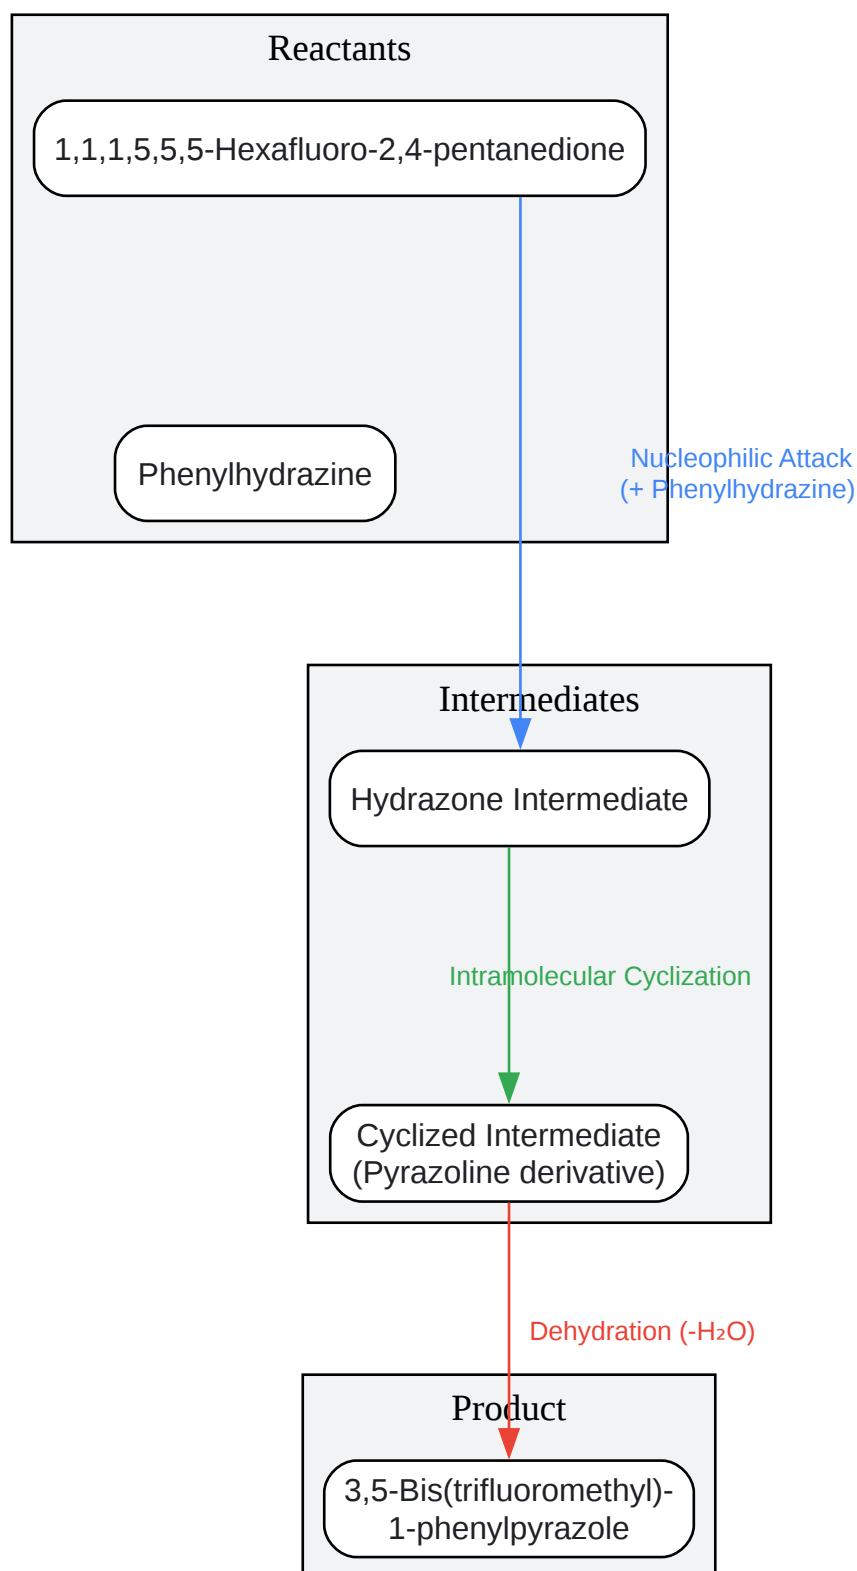 Reactants
1,1,1,5,5,5-Hexafluoro-2,4-pentanedione
Phenylhydrazine
Nucleophilic Attack
(+ Phenylhydrazine)
Intermediates
Hydrazone Intermediate
Intramolecular Cyclization
Cyclized Intermediate
(Pyrazoline derivative)
Dehydration (-H₂O)
Product
3,5-Bis(trifluoromethyl)-
1-phenylpyrazole